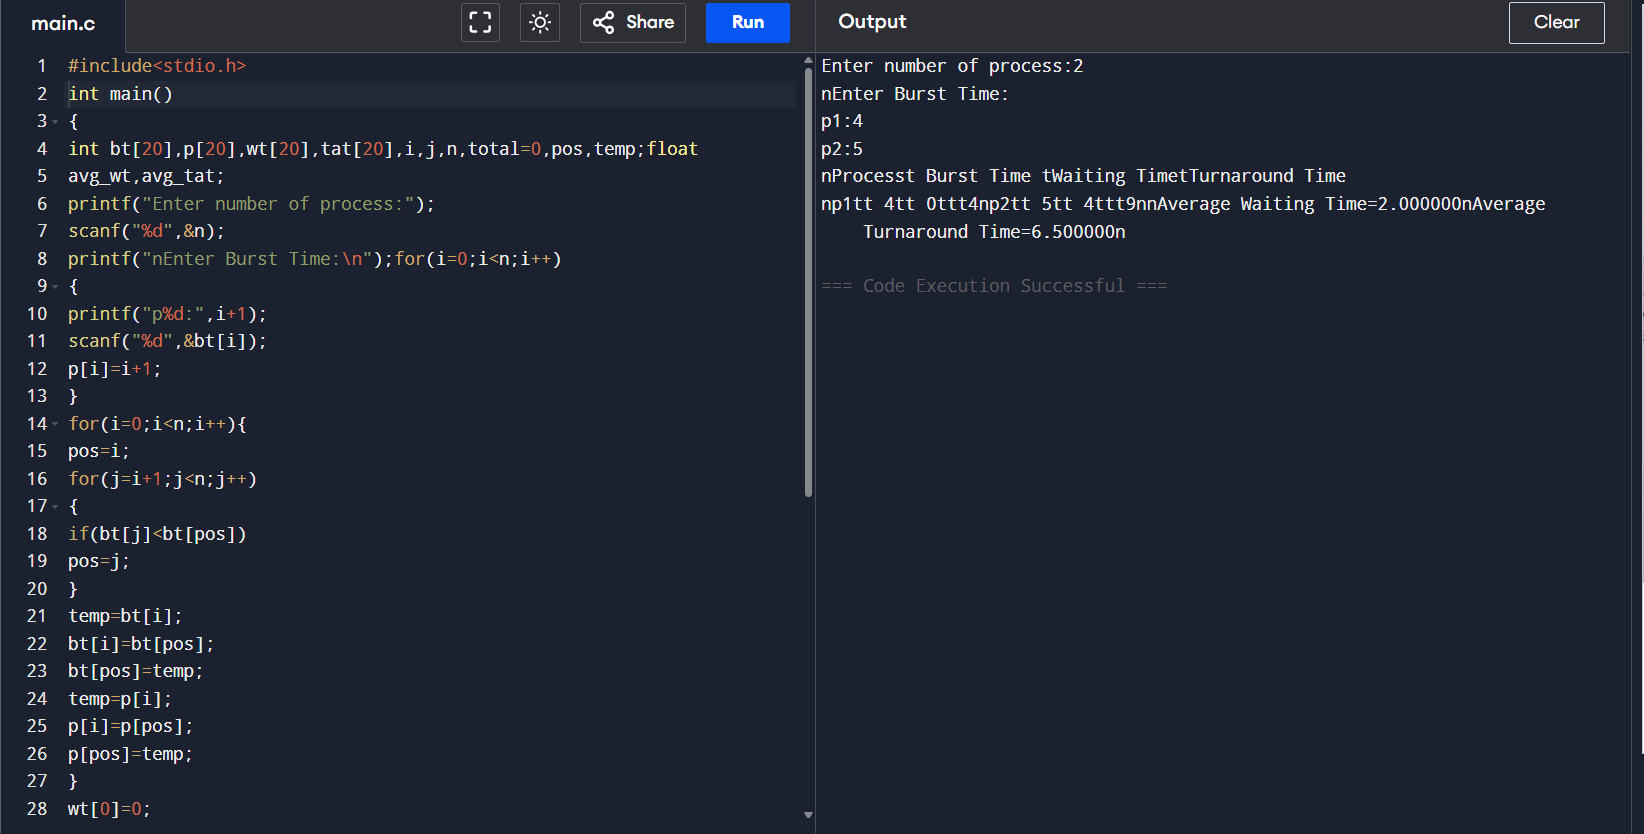 main.c
Share
Run
Output
Clear
1 #include<stdio.h>
2 int main()
3 {
4 int bt[20],p[20],wt[20],tat[20],i,j,n,total=0,pos,temp;float
5 avg_wt,avg_tat;
6 printf("Enter number of process:");
7 scanf("%d",&n);
8 printf("nEnter Burst Time:\n");for(i=0;i<n;i++)
9 {
10 printf("p%d:",i+1);
11 scanf("%d",&bt[i]);
12 p[i]=i+1;
13 }
14 for(i=0;i<n;i++){
15 pos=i;
16 for(j=i+1;j<n;j++)
17 {
18 if(bt[j]<bt[pos])
19 pos=j;
20 }
21 temp=bt[i];
22 bt[i]=bt[pos];
23 bt[pos]=temp;
24 temp=p[i];
25 p[i]=p[pos];
26 p[pos]=temp;
27 }
28 wt[0]=0;
Enter number of process:2
nEnter Burst Time:
p1:4
p2:5
nProcesst Burst Time tWaiting TimetTurnaround Time
np1tt 4tt 0ttt4np2tt 5tt 4ttt9nnAverage Waiting Time=2.000000nAverage
Turnaround Time=6.500000n
=== Code Execution Successful ===